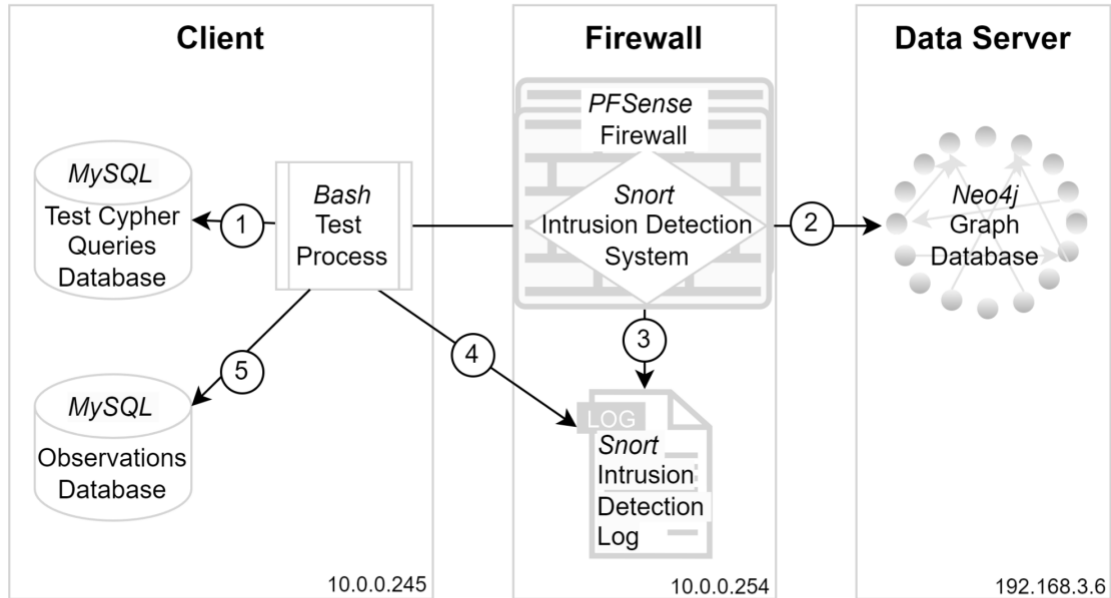 Client
Firewall
Data Server
MySQL
Test Cypher
Queries
Database
1
Bash
Test
Process
PFSense
Firewall
Snort
Intrusion Detection
System
2
Neo4j
Graph
Database
3
4
5
MySQL
Observations
Database
LOG
Snort
Intrusion
Detection
Log
10.0.0.245
10.0.0.254
192.168.3.6